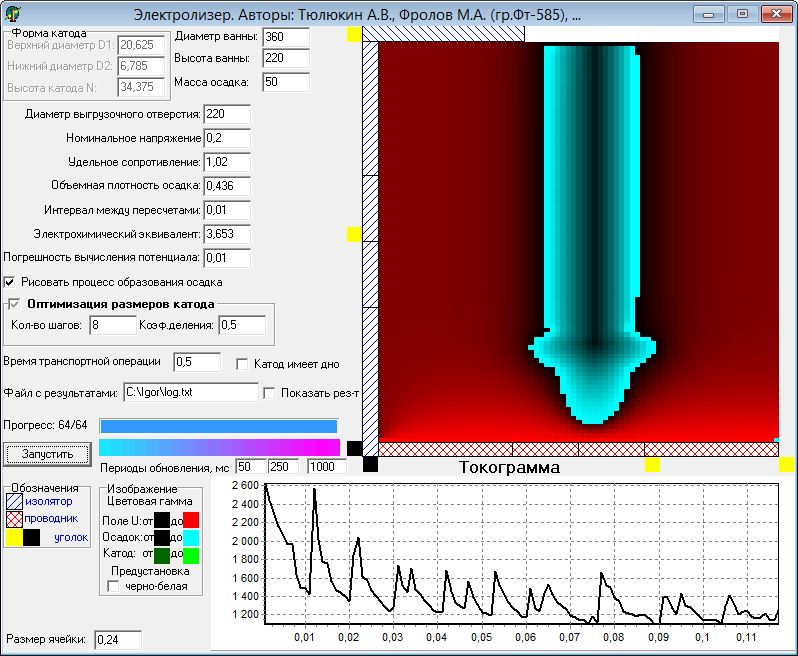 Электролизер. Авторы: Тюлюкин А.В., Фролов М.А. (гр.Фт-585), ...
Форма катода
Верхний диаметр D1: 20,625
Нижний диаметр D2: 6,785
Высота катода N: 34,375
Диаметр ванны: 360
Высота ванны: 220
Масса осадка: 50
Диаметр выгрузочного отверстия: 220
Номинальное напряжение 0,2
Удельное сопротивление: 1,02
Объемная плотность осадка: 0,436
Интервал между пересчетами: 0,01
Электрохимический эквивалент: 3,653
Погрешность вычисления потенциала: 0,01
Рисовать процесс образования осадка
Оптимизация размеров катода
Кол-во шагов: 8 Коэф.деления: 0,5
Время транспортной операции 0,5 Катод имеет дно
Файл с результатами: C:\Igor\log.txt Показать рез-т
Прогресс: 64/64
Запустить
Периоды обновления, мс 50 250 1000
Обозначения
изолятор
проводник
уголок
Изображение
Цветовая гамма
Поле U: от до
Осадок: от до
Катод: от до
Предустановка
черно-белая
Размер ячейки: 0,24
Токограмма
2 600
2 400
2 200
2 000
1 800
1 600
1 400
1 200
0,01 0,02 0,03 0,04 0,05 0,06 0,07 0,08 0,09 0,1 0,11